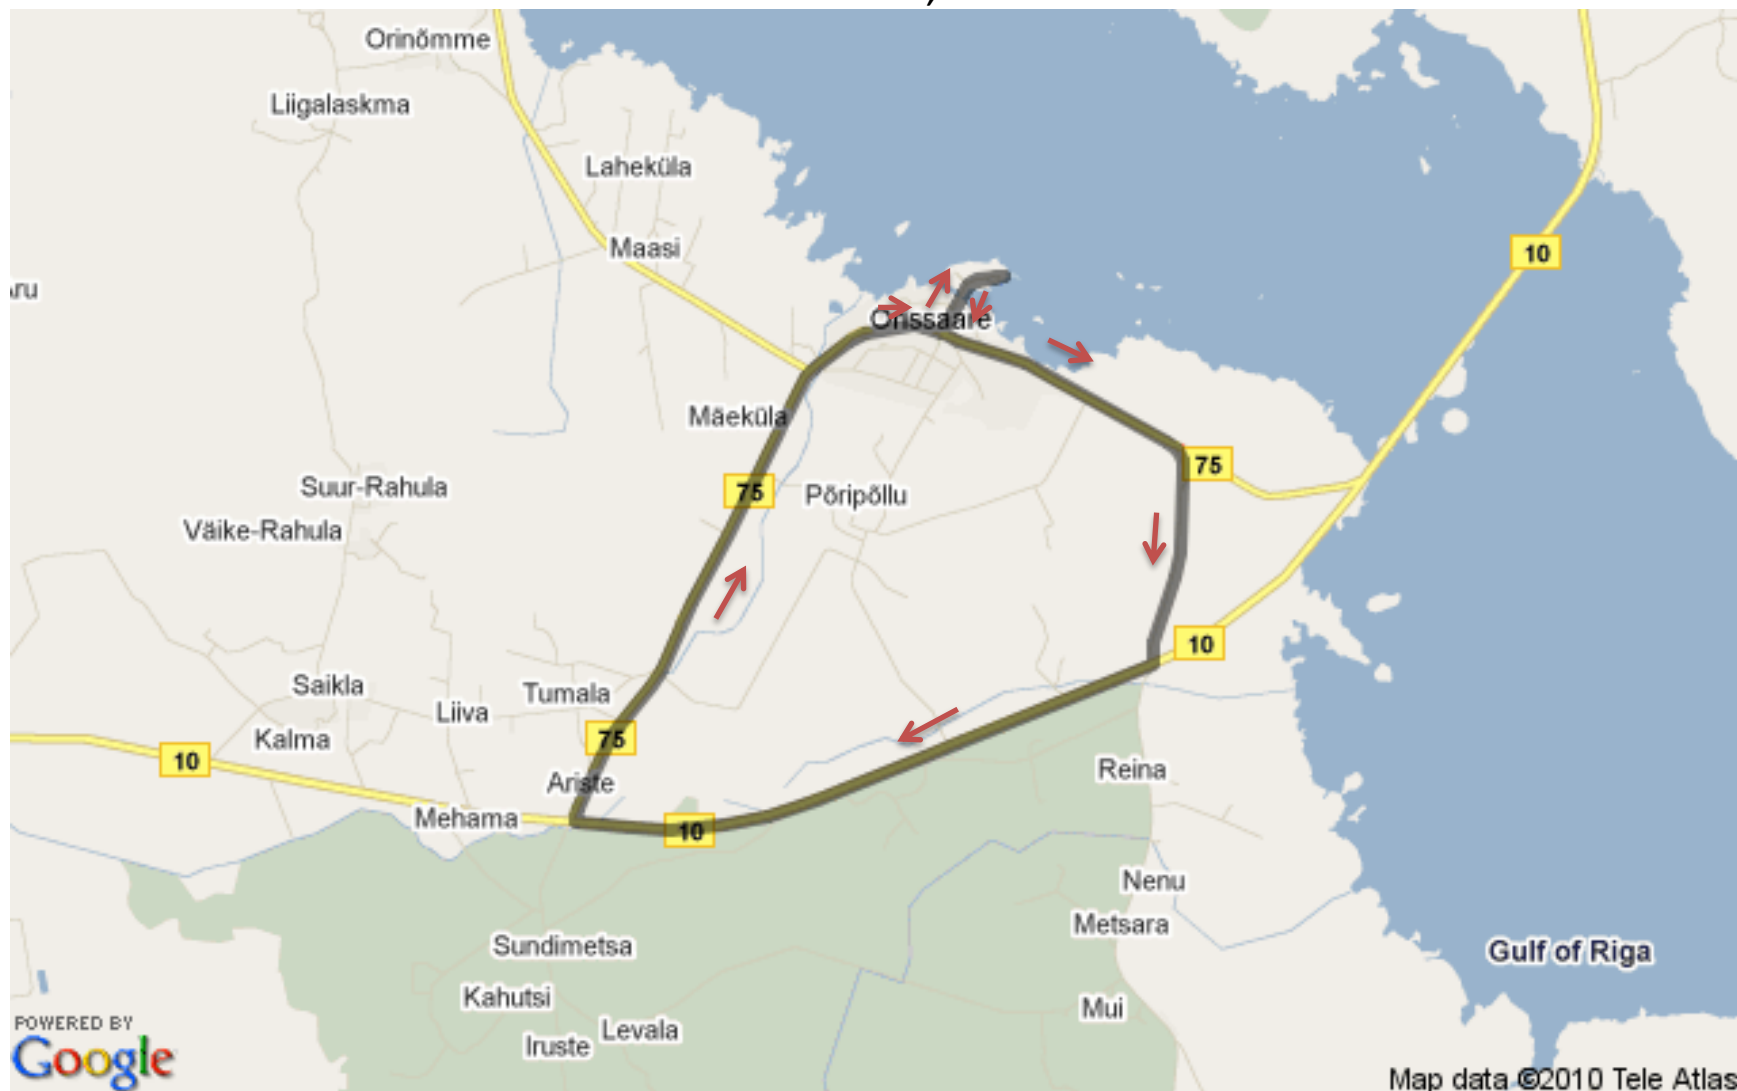 Orinõmme
Liigalaskma
Laheküla
Maasi
10
Orissaare
Mäeküla
75
75
Suur-Rahula
Põripõllu
Väike-Rahula
10
Saikla
Tumala
Liiva
Kalma
75
10
Ariste
Reina
Mehama
10
Nenu
Metsara
Sundimetsa
Gulf of Riga
Kahutsi
Mui
Levala
Iruste
POWERED BY
Google
Map data ©2010 Tele Atlas